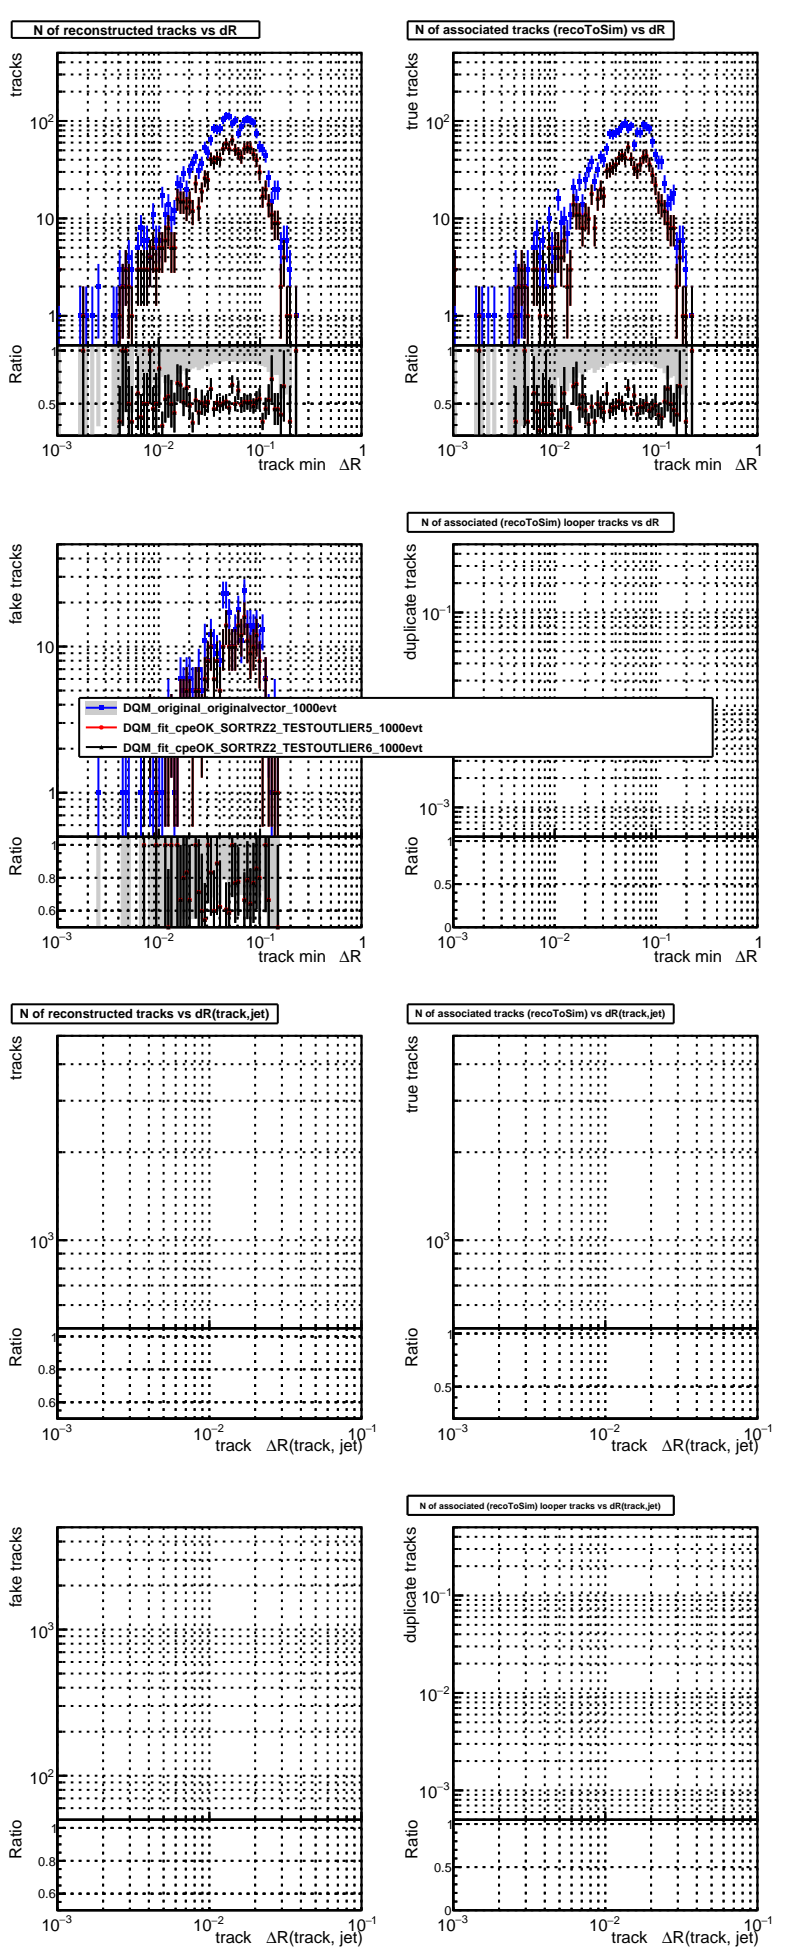 N of reconstructed tracks vs dR
tracks
10²
10
1
Ratio
1
0.5
10⁻³
10⁻²
10⁻¹
1
track min ΔR
N of associated tracks (recoToSim) vs dR
true tracks
10²
10
1
Ratio
1
0.5
10⁻³
10⁻²
10⁻¹
1
track min ΔR
fake tracks
10
1
Ratio
1
0.8
0.6
10⁻³
10⁻²
10⁻¹
1
track min ΔR
N of associated (recoToSim) looper tracks vs dR
duplicate tracks
10⁻¹
10⁻³
Ratio
1
0.5
0
10⁻³
10⁻²
10⁻¹
1
track min ΔR
DQM_original_originalvector_1000evt
DQM_fit_cpeOK_SORTRZ2_TESTOUTLIER5_1000evt
DQM_fit_cpeOK_SORTRZ2_TESTOUTLIER6_1000evt
N of reconstructed tracks vs dR(track,jet)
tracks
10³
Ratio
1
0.8
0.6
10⁻³
10⁻²
10⁻¹
track ΔR(track, jet)
N of associated tracks (recoToSim) vs dR(track,jet)
true tracks
10³
Ratio
1
0.5
10⁻³
10⁻²
10⁻¹
track ΔR(track, jet)
fake tracks
10³
10²
Ratio
1
0.8
0.6
10⁻³
10⁻²
10⁻¹
track ΔR(track, jet)
N of associated (recoToSim) looper tracks vs dR(track,jet)
duplicate tracks
10⁻¹
10⁻²
10⁻³
Ratio
1
0.5
0
10⁻³
10⁻²
10⁻¹
track ΔR(track, jet)